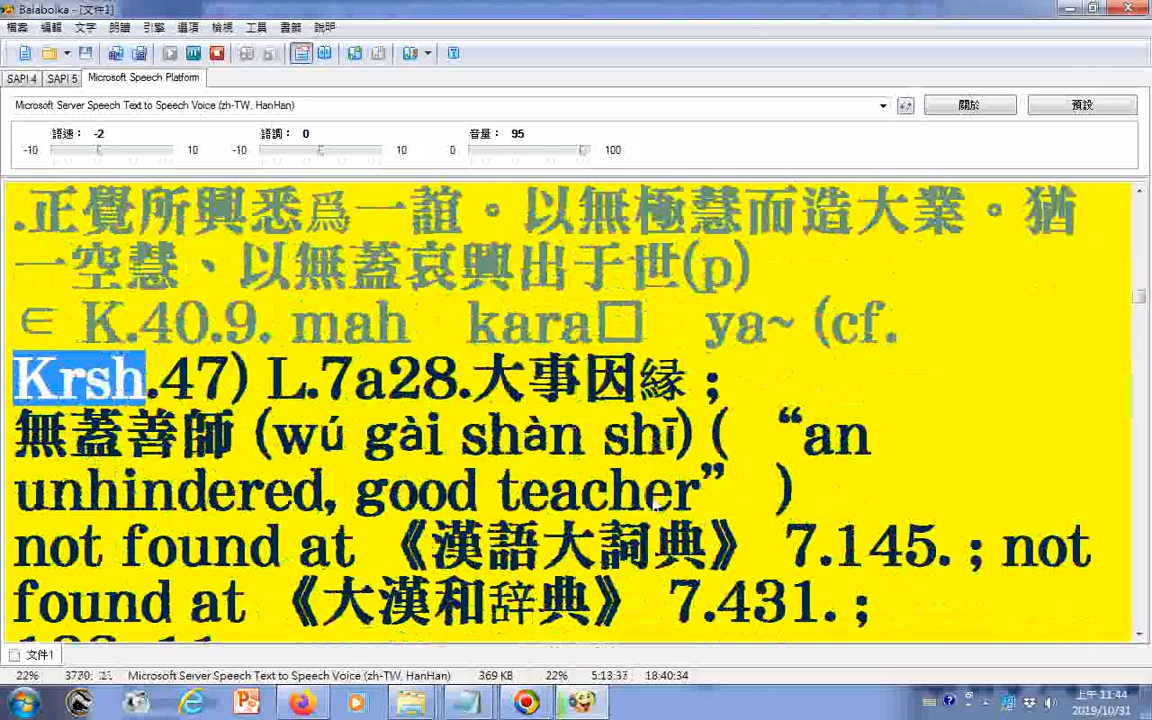 Balabolka - [文件1]
檔案 編輯 文字 朗讀 引擎 選項 檢視 工具 書籤 說明
SAPI 4 SAPI 5 Microsoft Speech Platform
Microsoft Server Speech Text to Speech Voice (zh-TW, HanHan) 關於 預設
語速： -2 語調： 0 音量： 95
-10 10 -10 10 0 100
.正覺所興悉爲一誼。以無極慧而造大業。猶
一空慧、以無蓋哀興出于世(p)
∈ K.40.9. mah kara□ ya~ (cf.
Krsh.47) L.7a28.大事因縁；
無蓋善師 (wú gài shàn shī) ( “an
unhindered, good teacher” )
not found at 《漢語大詞典》 7.145.；not
found at 《大漢和辞典》 7.431.；
文件1
22% Microsoft Server Speech Text to Speech Voice (zh-TW, HanHan) 369 KB 22% 5:13:37 18:40:34
上午 11:44
2019/10/31